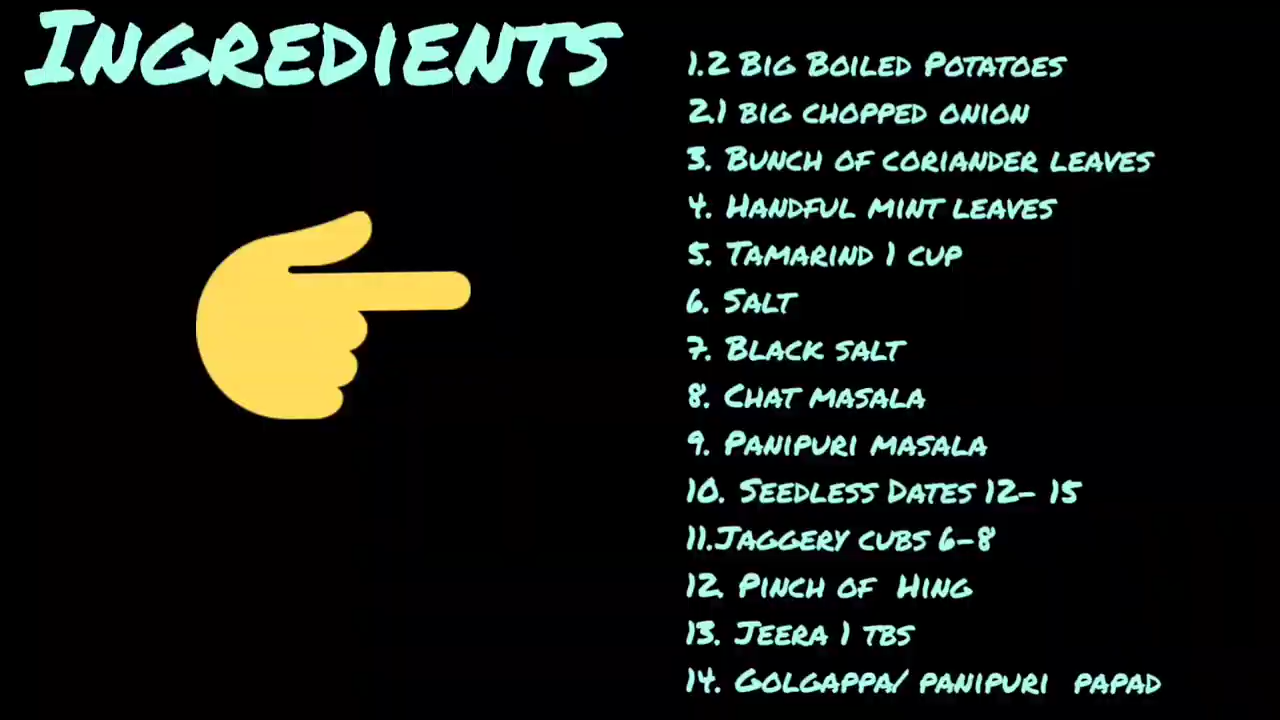 Ingredients
1.2 Big Boiled Potatoes
2.1 big chopped onion
3. Bunch of coriander leaves
4. Handful mint leaves
5. Tamarind 1 cup
6. Salt
7. Black salt
8. Chat masala
9. Panipuri masala
10. Seedless Dates 12- 15
11.Jaggery cubs 6-8
12. Pinch of Hing
13. Jeera 1 tbs
14. Golgappa/ panipuri papad